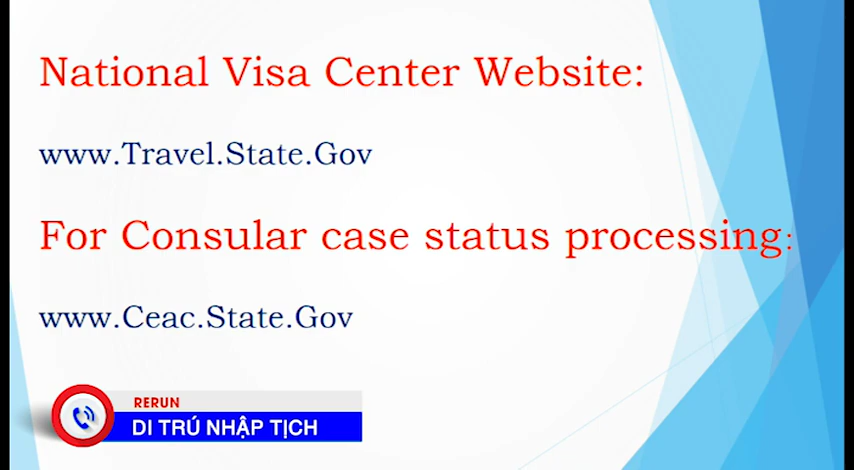 National Visa Center Website:
www.Travel.State.Gov
For Consular case status processing:
www.Ceac.State.Gov
RERUN
DI TRÚ NHẬP TỊCH